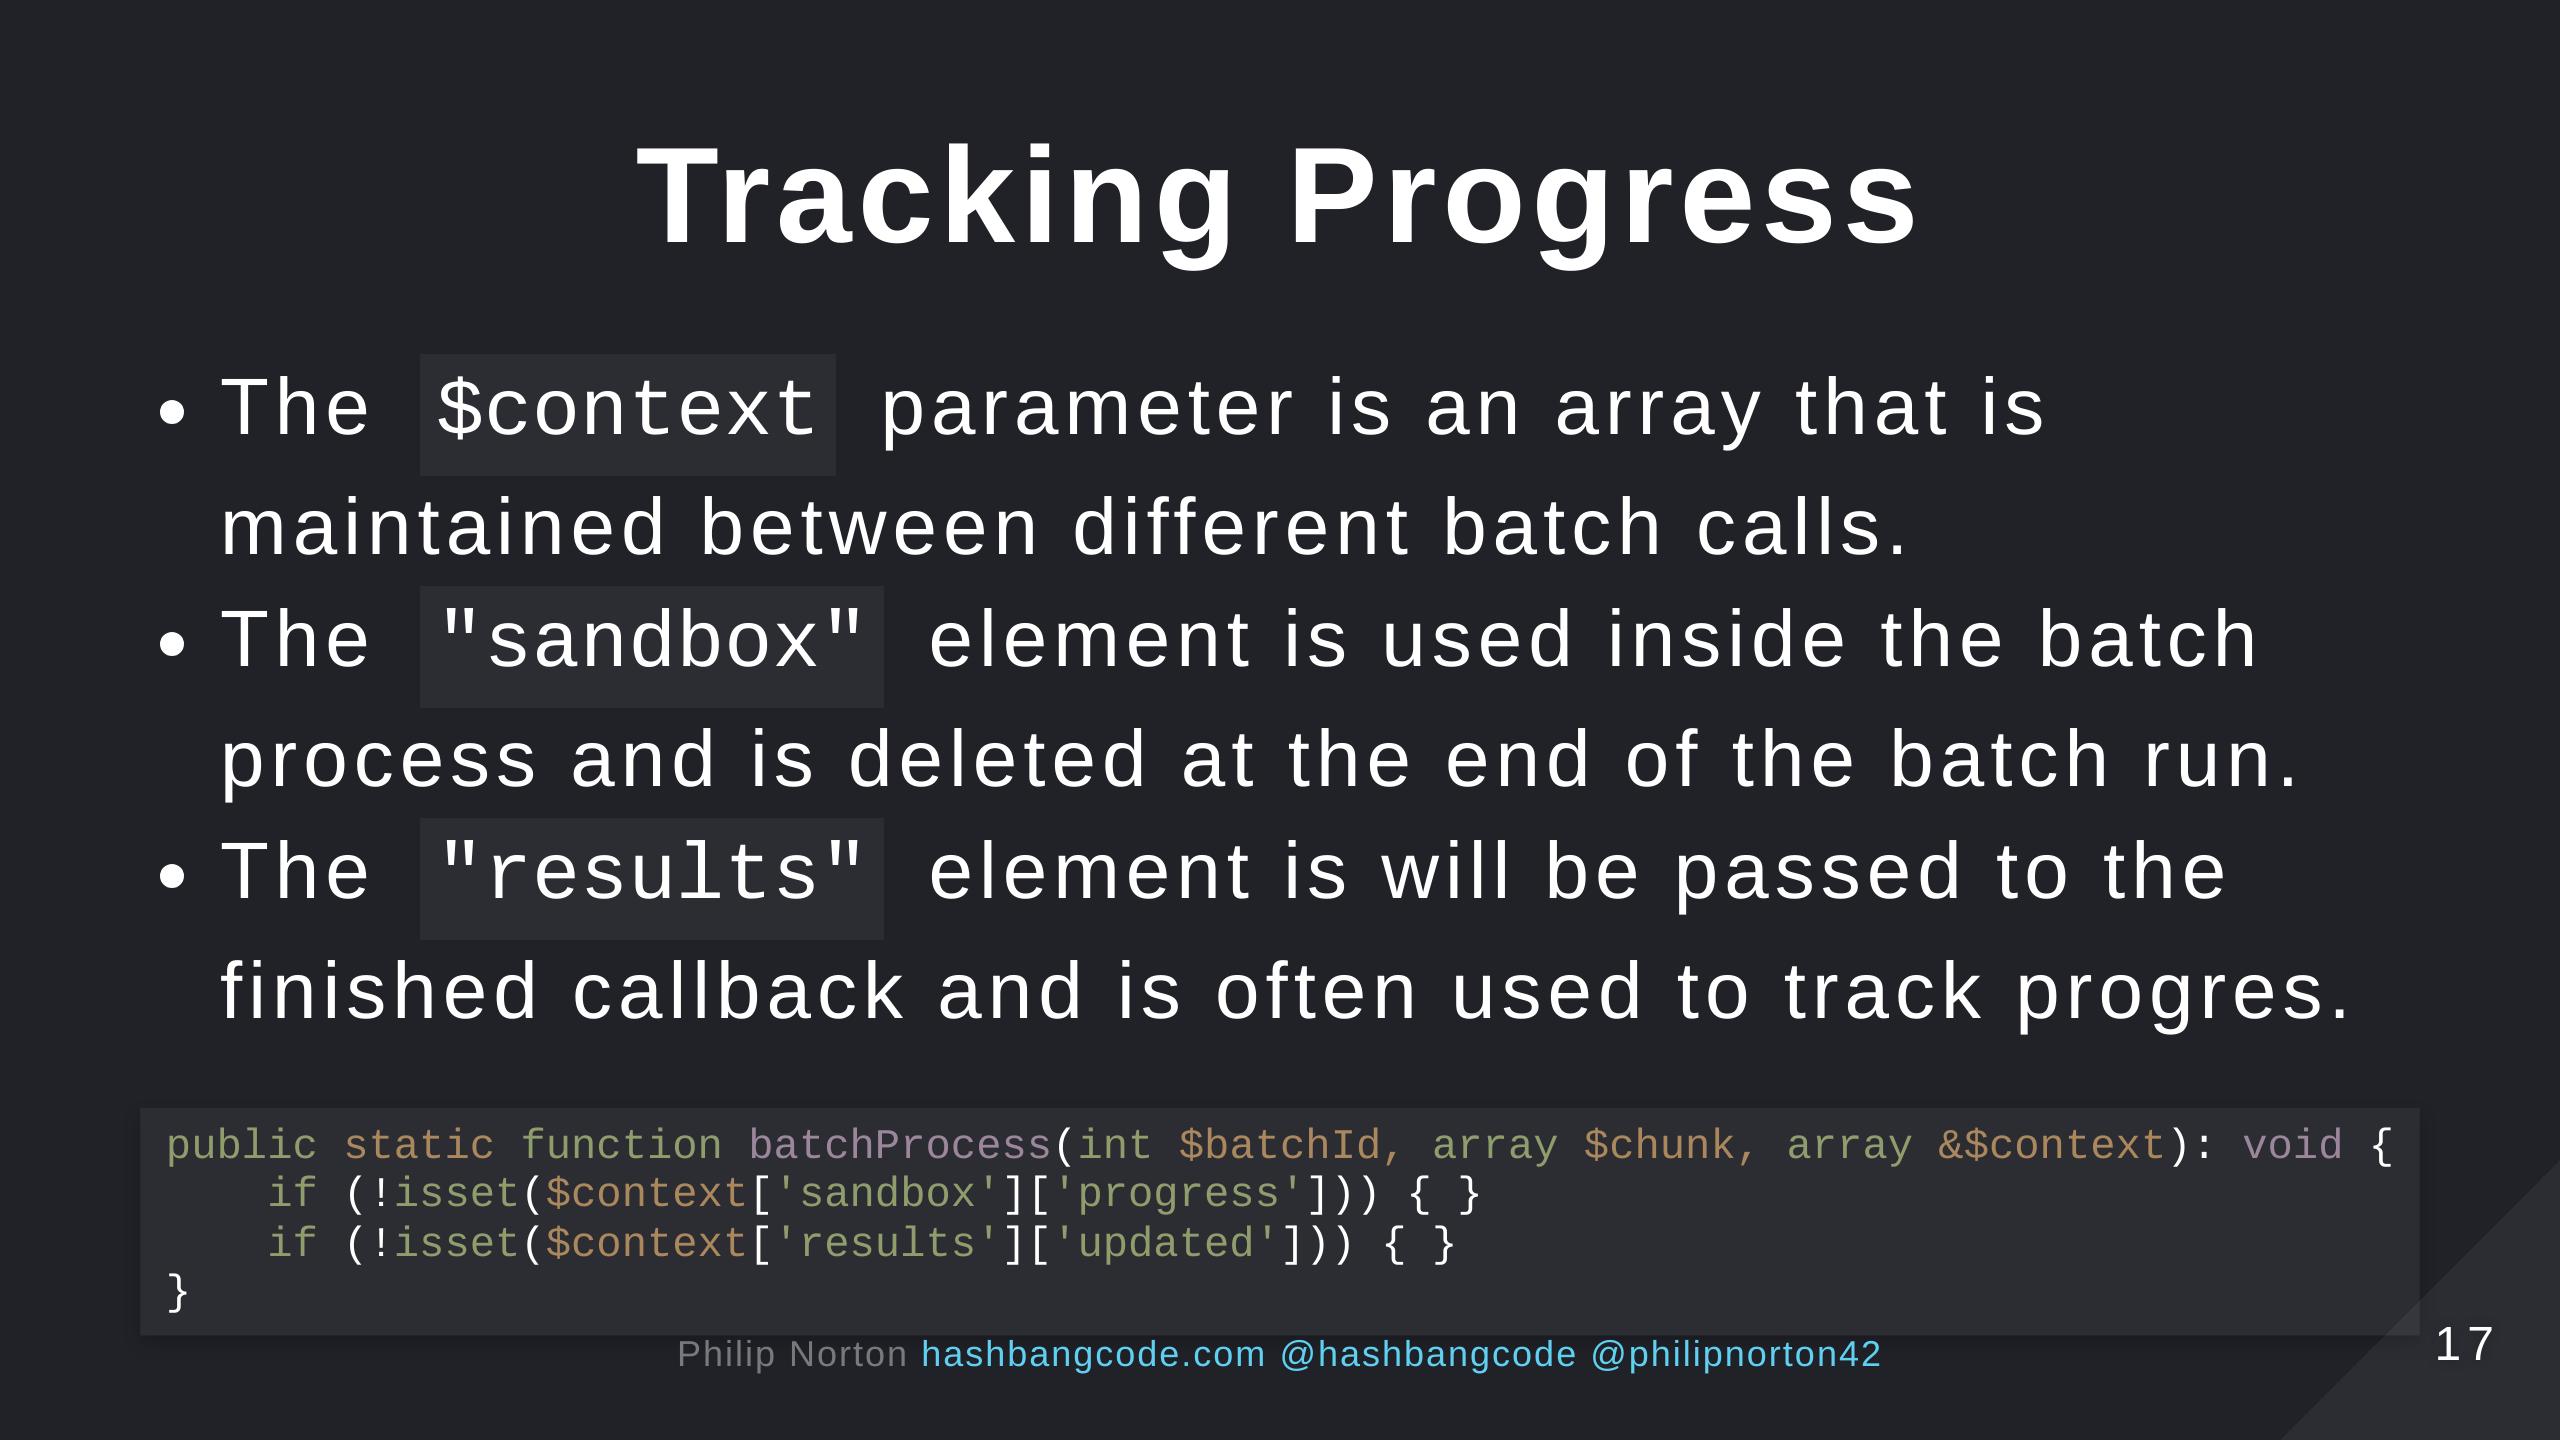 Tracking Progress
• The $context parameter is an array that is
maintained between different batch calls.
• The "sandbox" element is used inside the batch
process and is deleted at the end of the batch run.
• The "results" element is will be passed to the
finished callback and is often used to track progres.
public static function batchProcess(int $batchId, array $chunk, array &$context): void {
    if (!isset($context['sandbox']['progress'])) { }
    if (!isset($context['results']['updated'])) { }
}
Philip Norton hashbangcode.com @hashbangcode @philipnorton42
17